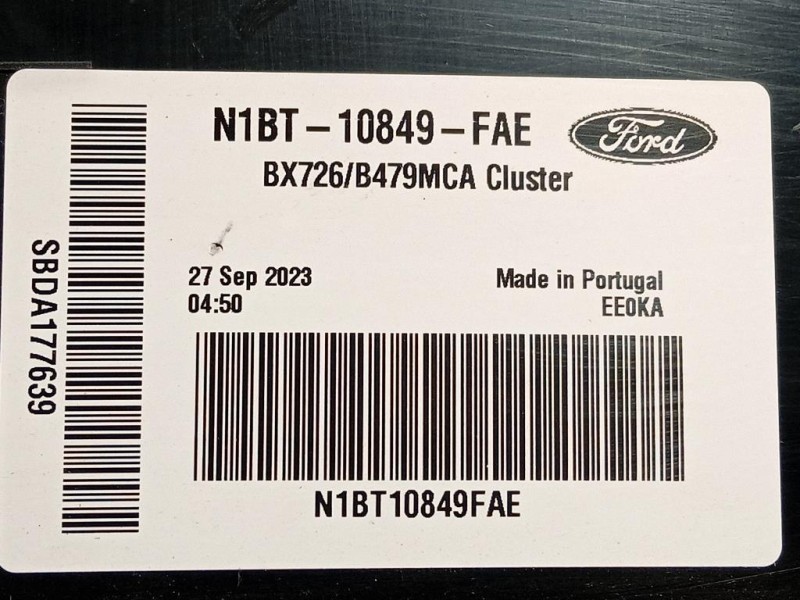 N1BT-10849-FAE
Ford
BX726/B479MCA Cluster
SBDA177639
27 Sep 2023
Made in Portugal
04:50
EE0KA
N1BT10849FAE